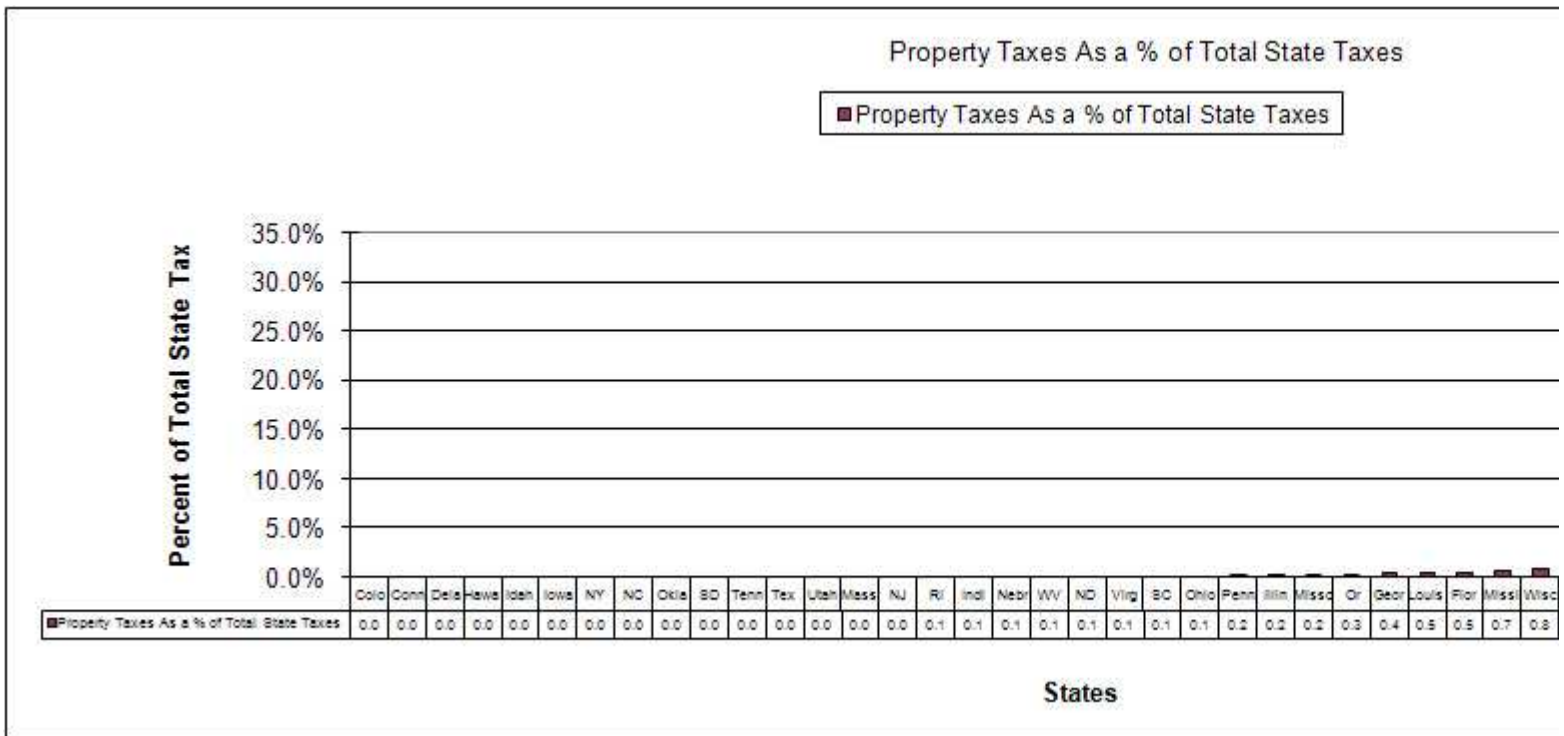 Property Taxes As a % of Total State Taxes
Property Taxes As a % of Total State Taxes
Percent of Total State Tax
35.0%
30.0%
25.0%
20.0%
15.0%
10.0%
5.0%
0.0%
Colo Conn Dela Hawa Idah Iowa NY NC Okla SD Tenn Tex Utah Mass NJ RI Indi Nebr WV ND Virg SC Ohio Penn Illin Misso Or Geor Louis Flor Missi Wisc
Property Taxes As a % of Total State Taxes 0.0 0.0 0.0 0.0 0.0 0.0 0.0 0.0 0.0 0.0 0.0 0.0 0.0 0.0 0.0 0.1 0.1 0.1 0.1 0.1 0.1 0.1 0.1 0.2 0.2 0.2 0.3 0.4 0.5 0.5 0.7 0.8
States